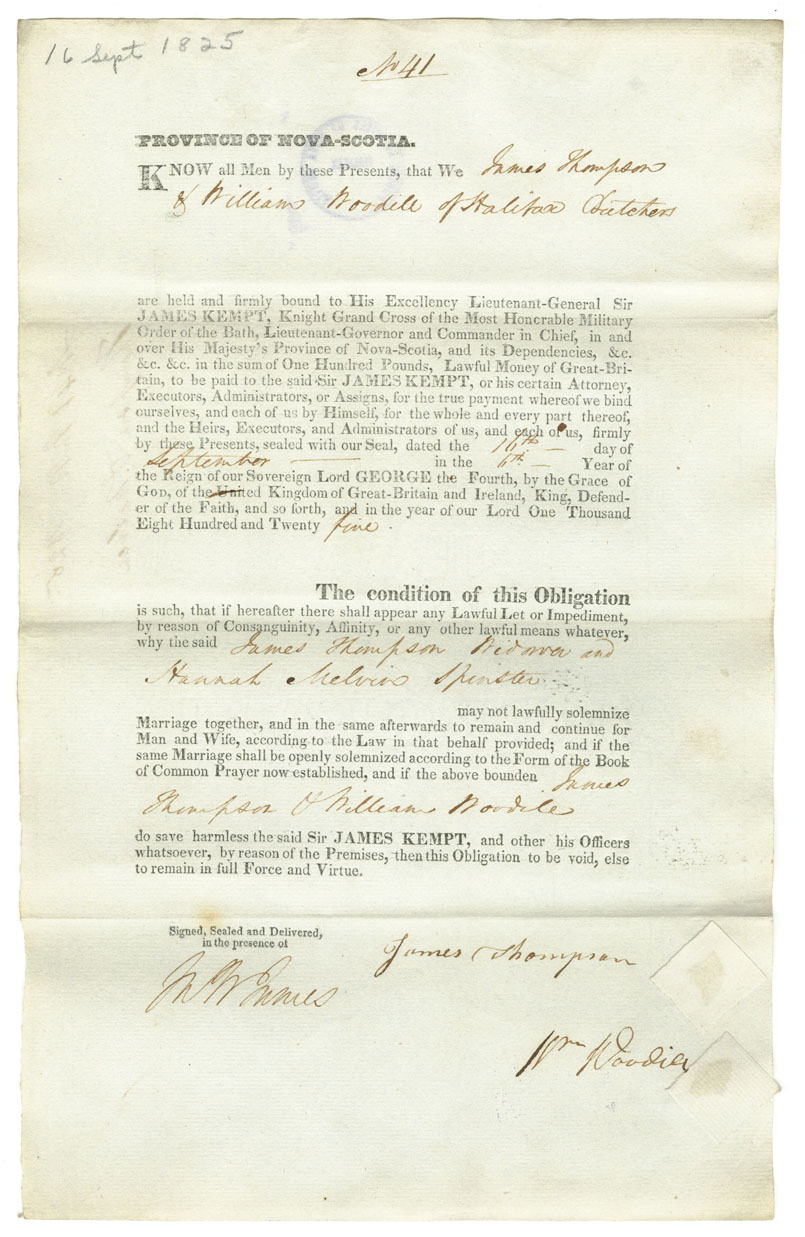 16 Sept 1825
No 41
PROVINCE OF NOVA-SCOTIA.
KNOW all Men by these Presents, that We James Thompson
& William Woodill of Halifax Butchers
are held and firmly bound to His Excellency Lieutenant-General Sir
JAMES KEMPT, Knight Grand Cross of the Most Honorable Military
Order of the Bath, Lieutenant-Governor and Commander in Chief, in and
over His Majesty's Province of Nova-Scotia, and its Dependencies, &c.
&c. &c. in the sum of One Hundred Pounds, Lawful Money of Great-Bri-
tain, to be paid to the said Sir JAMES KEMPT, or his certain Attorney,
Executors, Administrators, or Assigns, for the true payment whereof we bind
ourselves, and each of us by Himself, for the whole and every part thereof,
and the Heirs, Executors, and Administrators of us, and each of us, firmly
by these Presents, sealed with our Seal, dated the 16th — day of
September — in the 6th — Year of
the Reign of our Sovereign Lord GEORGE the Fourth, by the Grace of
GOD, of the United Kingdom of Great-Britain and Ireland, King, Defend-
er of the Faith, and so forth, and in the year of our Lord One Thousand
Eight Hundred and Twenty five .
The condition of this Obligation
is such, that if hereafter there shall appear any Lawful Let or Impediment,
by reason of Consanguinity, Affinity, or any other lawful means whatever,
why the said James Thompson Widower and
Hannah Melvin Spinster
may not lawfully solemnize
Marriage together, and in the same afterwards to remain and continue for
Man and Wife, according to the Law in that behalf provided; and if the
same Marriage shall be openly solemnized according to the Form of the Book
of Common Prayer now established, and if the above bounden James
Thompson & William Woodill
do save harmless the said Sir JAMES KEMPT, and other his Officers
whatsoever, by reason of the Premises, then this Obligation to be void, else
to remain in full Force and Virtue.
Signed, Sealed and Delivered,
in the presence of
James Thompson
Wm Woodill